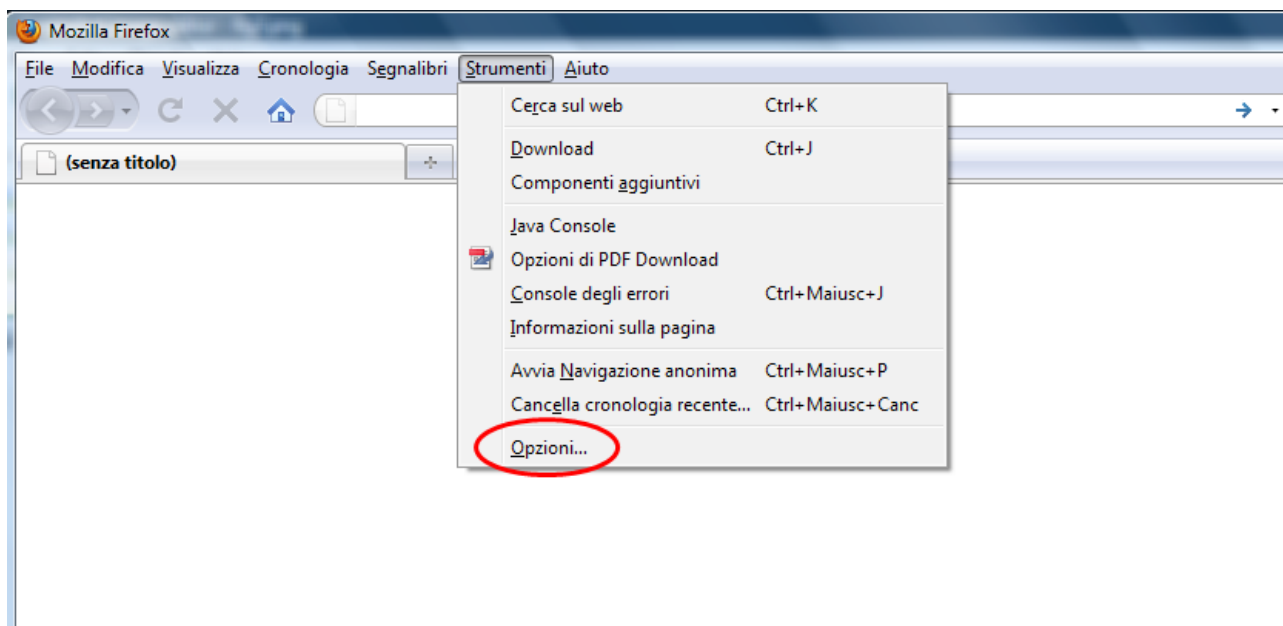 Mozilla Firefox
File Modifica Visualizza Cronologia Segnalibri Strumenti Aiuto
Cerca sul web Ctrl+K
(senza titolo)
Download Ctrl+J
Componenti aggiuntivi
Java Console
Opzioni di PDF Download
Console degli errori Ctrl+Maiusc+J
Informazioni sulla pagina
Avvia Navigazione anonima Ctrl+Maiusc+P
Cancella cronologia recente... Ctrl+Maiusc+Canc
Opzioni...